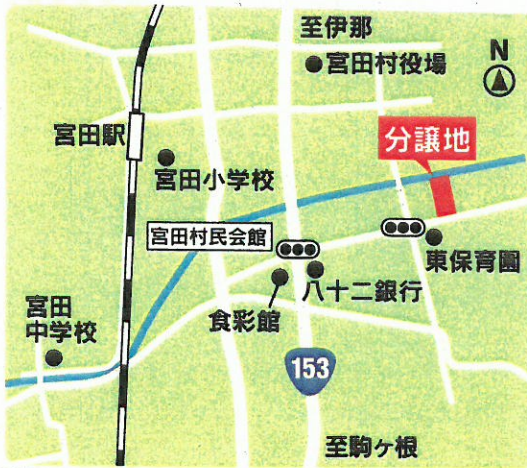 至伊那
宮田村役場
N
宮田駅
分譲地
宮田小学校
宮田村民会館
東保育園
八十二銀行
食彩館
宮田
中学校
153
至駒ヶ根